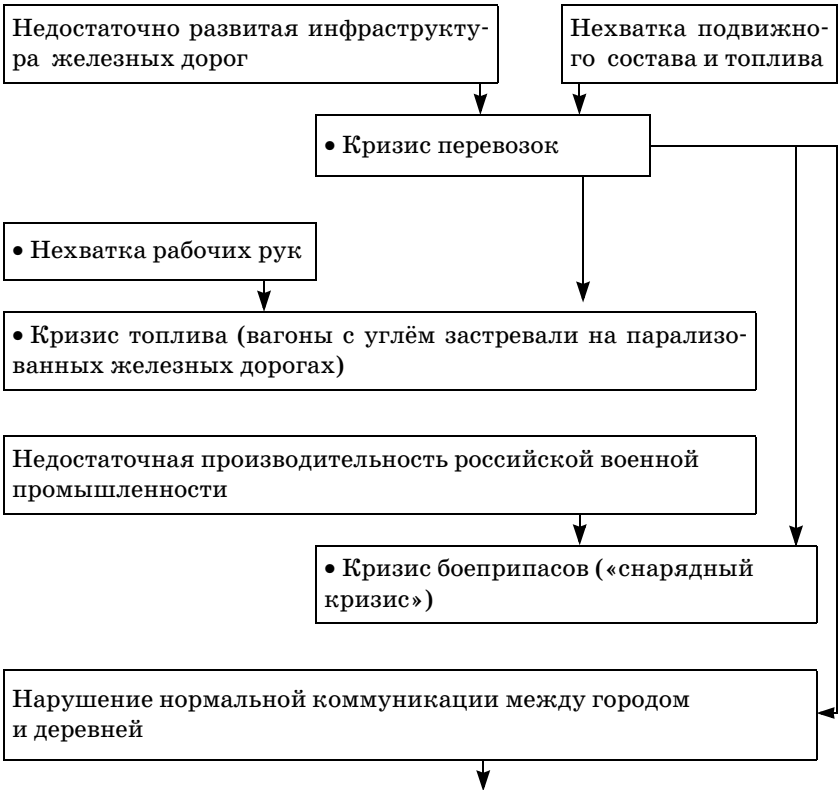 Недостаточно развитая инфраструкту-
ра железных дорог
Нехватка подвижно-
го состава и топлива
• Кризис перевозок
• Нехватка рабочих рук
• Кризис топлива (вагоны с углём застревали на парализо-
ванных железных дорогах)
Недостаточная производительность российской военной
промышленности
• Кризис боеприпасов («снарядный
кризис»)
Нарушение нормальной коммуникации между городом
и деревней